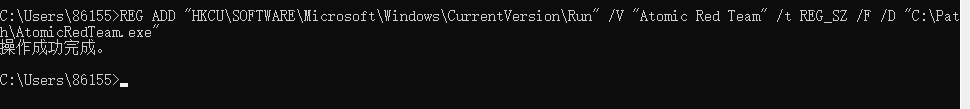 C:\Users\86155>REG ADD "HKCU\SOFTWARE\Microsoft\Windows\CurrentVersion\Run" /V "Atomic Red Team" /t REG_SZ /F /D "C:\Pat
h\AtomicRedTeam.exe"
操作成功完成。
C:\Users\86155>